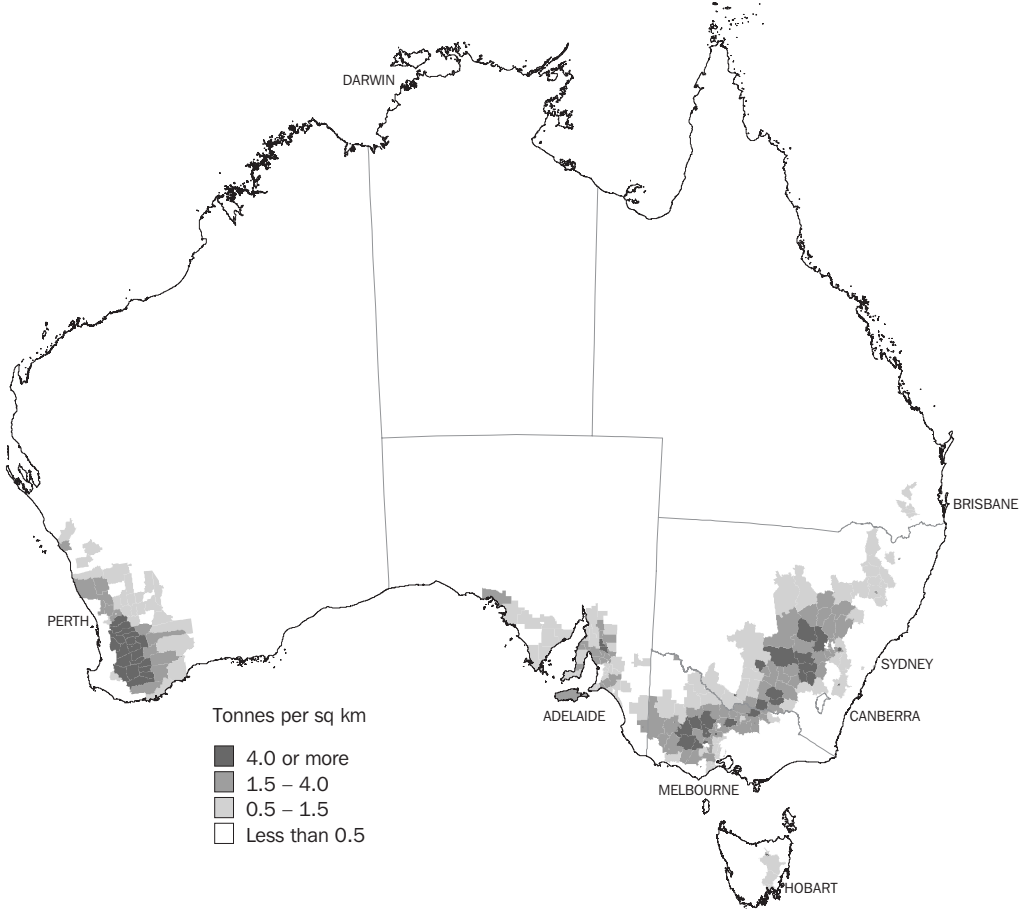 DARWIN
BRISBANE
PERTH
SYDNEY
ADELAIDE
CANBERRA
MELBOURNE
HOBART
Tonnes per sq km
4.0 or more
1.5 – 4.0
0.5 – 1.5
Less than 0.5